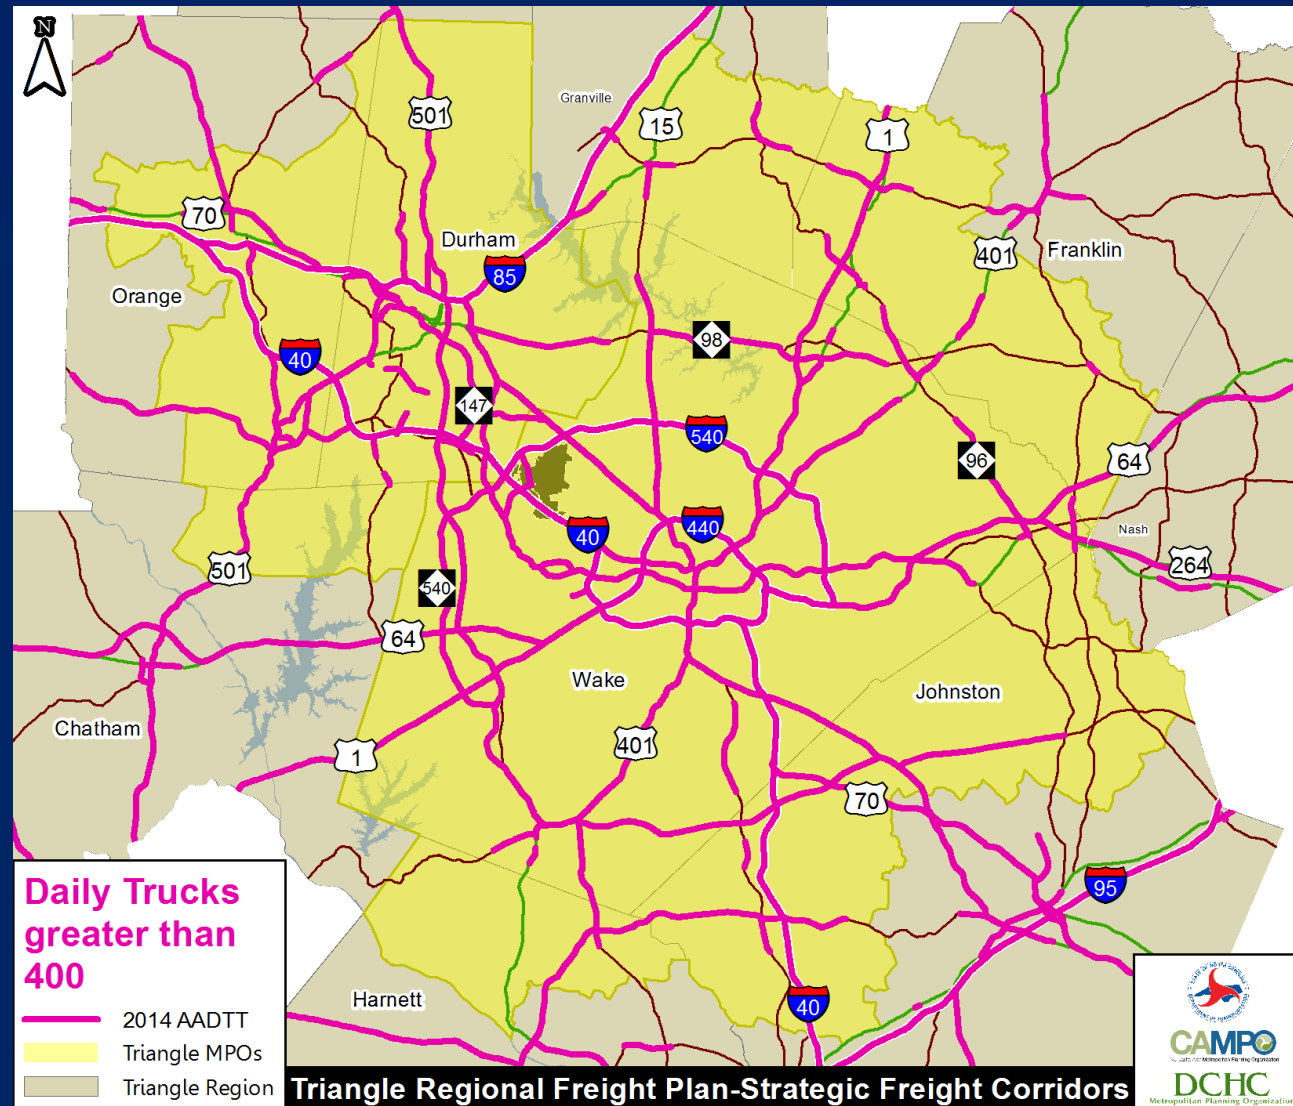 N
Granville
501
15
1
70
Durham
401
Franklin
85
Orange
98
40
147
540
96
64
440
40
Nash
501
264
540
64
Wake
Johnston
Chatham
401
1
70
95
Daily Trucks
greater than
400
Harnett
40
2014 AADTT
Triangle MPOs
Triangle Region
Triangle Regional Freight Plan-Strategic Freight Corridors
CAMPO
DCHC
Metropolitan Planning Organization